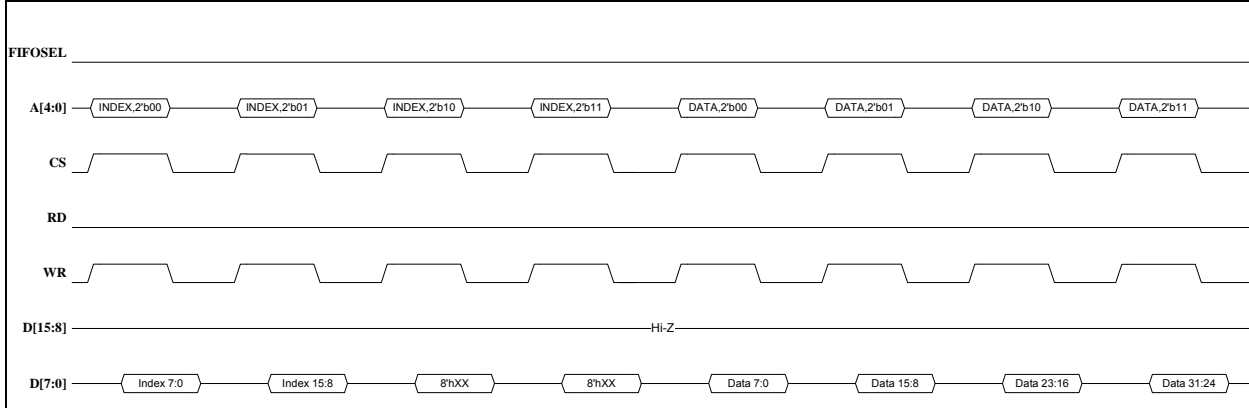 FIFOSEL
A[4:0] INDEX,2'b00 INDEX,2'b01 INDEX,2'b10 INDEX,2'b11 DATA,2'b00 DATA,2'b01 DATA,2'b10 DATA,2'b11
CS
RD
WR
D[15:8] Hi-Z
D[7:0] Index 7:0 Index 15:8 8'hXX 8'hXX Data 7:0 Data 15:8 Data 23:16 Data 31:24